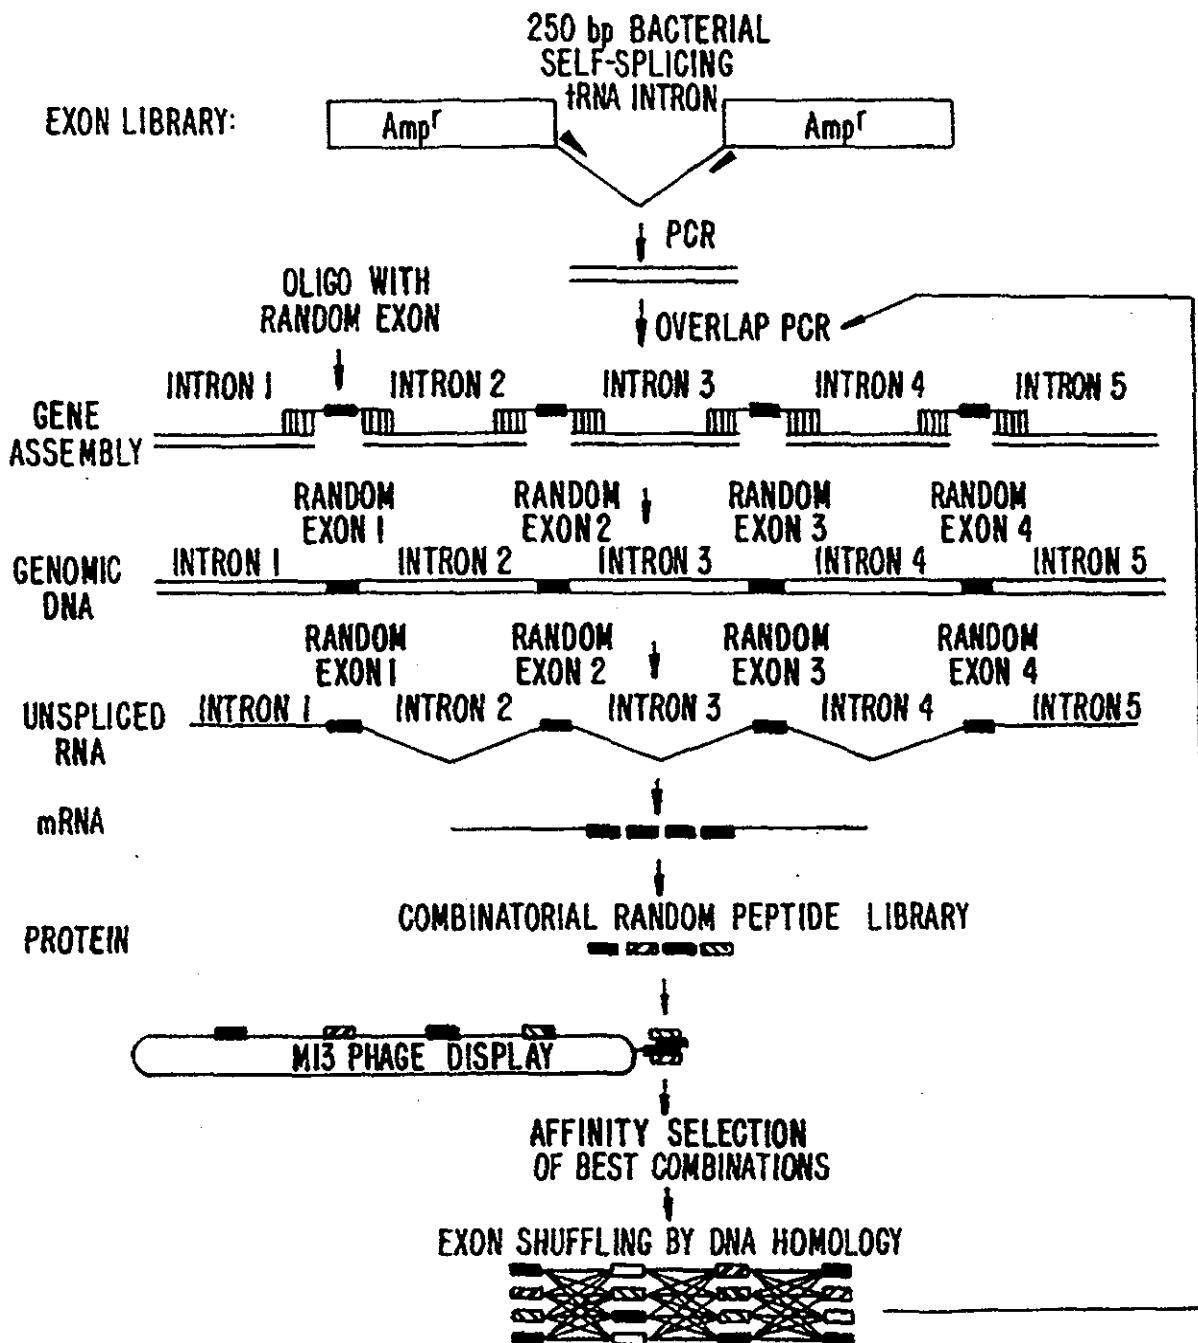 250 bp BACTERIAL
SELF-SPLICING
tRNA INTRON
EXON LIBRARY:
Ampr
Ampr
PCR
OLIGO WITH
RANDOM EXON
OVERLAP PCR
INTRON 1 INTRON 2 INTRON 3 INTRON 4 INTRON 5
GENE
ASSEMBLY
RANDOM RANDOM RANDOM RANDOM
EXON 1 EXON 2 EXON 3 EXON 4
INTRON 1 INTRON 2 INTRON 3 INTRON 4 INTRON 5
GENOMIC
DNA
RANDOM RANDOM RANDOM RANDOM
EXON 1 EXON 2 EXON 3 EXON 4
INTRON 1 INTRON 2 INTRON 3 INTRON 4 INTRON 5
UNSPLICED
RNA
mRNA
COMBINATORIAL RANDOM PEPTIDE LIBRARY
PROTEIN
M13 PHAGE DISPLAY
AFFINITY SELECTION
OF BEST COMBINATIONS
EXON SHUFFLING BY DNA HOMOLOGY